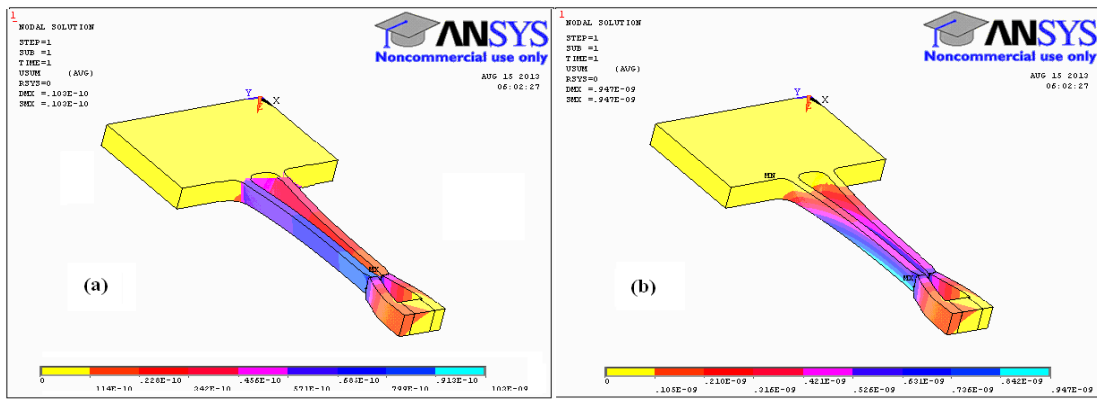 1
NODAL SOLUTION
STEP=1
SUB =1
TIME=1
USUM (AVG)
RSYS=0
DMX =.103E-10
SMX =.103E-10
ANSYS
Noncommercial use only
AUG 15 2013
06:02:27
Y
X
MX
(a)
0
.114E-10
.228E-10
.342E-10
.456E-10
.571E-10
.685E-10
.799E-10
.913E-10
.103E-09
1
NODAL SOLUTION
STEP=1
SUB =1
TIME=1
USUM (AVG)
RSYS=0
DMX =.947E-09
SMX =.947E-09
ANSYS
Noncommercial use only
AUG 15 2013
06:02:27
Y
X
MN
MX
(b)
0
.105E-09
.210E-09
.316E-09
.421E-09
.526E-09
.631E-09
.736E-09
.842E-09
.947E-09